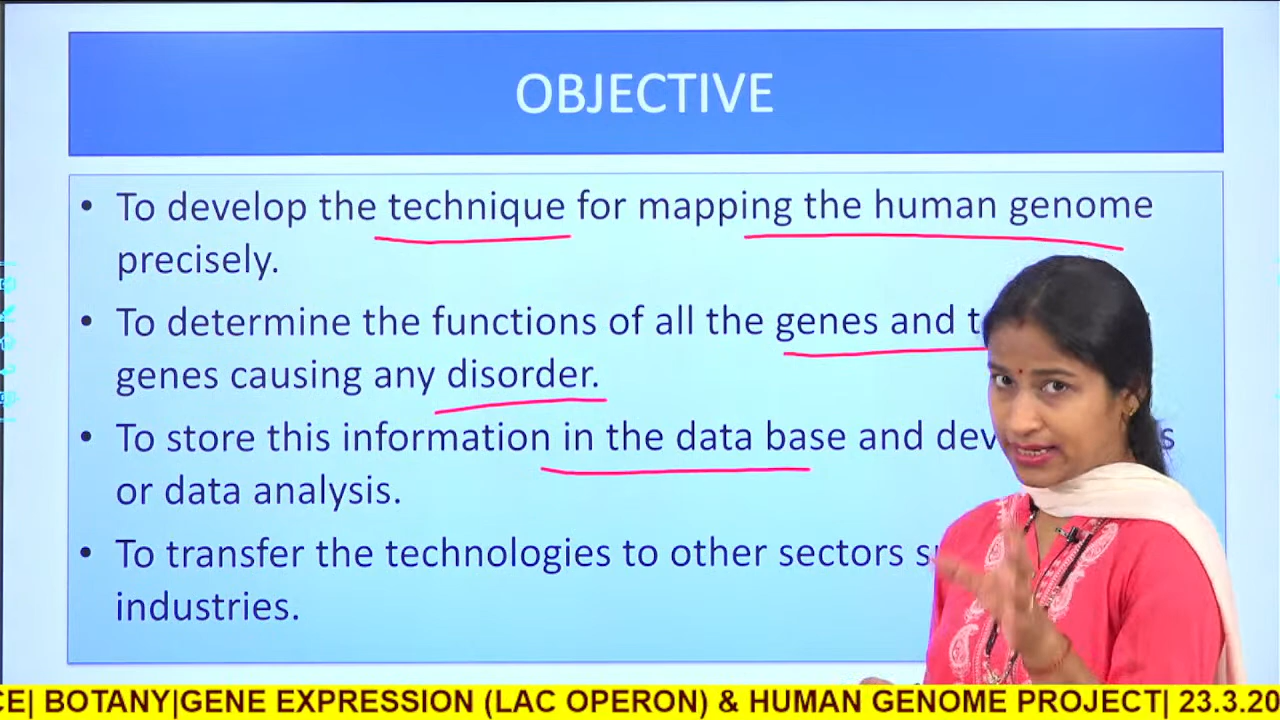 OBJECTIVE
• To develop the technique for mapping the human genome
precisely.
• To determine the functions of all the genes and
genes causing any disorder.
• To store this information in the data base and
or data analysis.
• To transfer the technologies to other sectors
industries.
CE| BOTANY|GENE EXPRESSION (LAC OPERON) & HUMAN GENOME PROJECT| 23.3.20